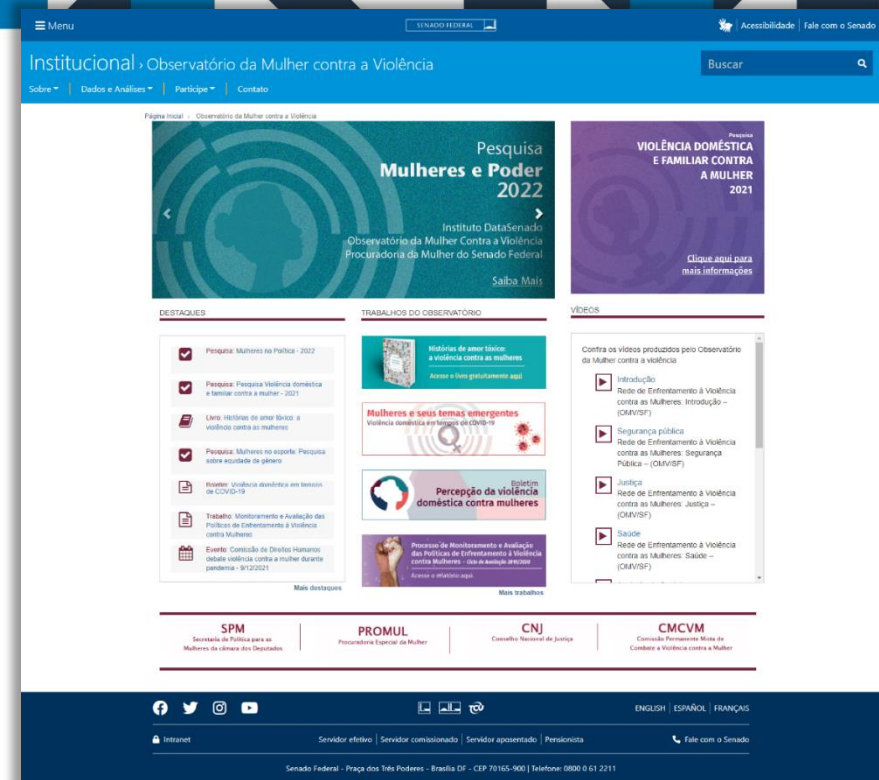 Menu
SENADO FEDERAL
Acessibilidade | Fale com o Senado
Institucional › Observatório da Mulher contra a Violência
Buscar
Sobre | Dados e Análises | Participe | Contato
Página Inicial › Observatório da Mulher contra a Violência
Pesquisa
Mulheres e Poder
2022
Instituto DataSenado
Observatório da Mulher Contra a Violência
Procuradoria da Mulher do Senado Federal
Saiba Mais
Pesquisa
VIOLÊNCIA DOMÉSTICA
E FAMILIAR CONTRA
A MULHER
2021
Clique aqui para
mais informações
DESTAQUES
Pesquisa: Mulheres na Política - 2022
Pesquisa: Pesquisa Violência doméstica
e familiar contra a mulher - 2021
Livro: Histórias de amor tóxico: a
violência contra as mulheres
Pesquisa: Mulheres no esporte: Pesquisa
sobre equidade de gênero
Boletim: Violência doméstica em tempos
de COVID-19
Trabalho: Monitoramento e Avaliação das
Políticas de Enfrentamento à Violência
contra Mulheres
Evento: Comissão de Direitos Humanos
debate violência contra a mulher durante
pandemia - 9/12/2021
Mais destaques
TRABALHOS DO OBSERVATÓRIO
Histórias de amor tóxico:
a violência contra as mulheres
Acesse o livro gratuitamente aqui
Mulheres e seus temas emergentes
Violência doméstica em tempos de COVID-19
Boletim
Percepção da violência
doméstica contra mulheres
Processo de Monitoramento e Avaliação
das Políticas de Enfrentamento à Violência
contra Mulheres - Ciclo de Avaliação 2019/2020
Acesse o relatório aqui
Mais trabalhos
VÍDEOS
Confira os vídeos produzidos pelo Observatório
da Mulher contra a violência
Introdução
Rede de Enfrentamento à Violência
contra as Mulheres: Introdução –
(OMV/SF)
Segurança pública
Rede de Enfrentamento à Violência
contra as Mulheres: Segurança
Pública – (OMV/SF)
Justiça
Rede de Enfrentamento à Violência
contra as Mulheres: Justiça –
(OMV/SF)
Saúde
Rede de Enfrentamento à Violência
contra as Mulheres: Saúde –
(OMV/SF)
SPM
Secretaria de Política para as
Mulheres da câmara dos Deputados
PROMUL
Procuradoria Especial da Mulher
CNJ
Conselho Nacional de Justiça
CMCVM
Comissão Permanente Mista de
Combate a Violência contra a Mulher
ENGLISH | ESPAÑOL | FRANÇAIS
Intranet
Servidor efetivo | Servidor comissionado | Servidor aposentado | Pensionista
Fale com o Senado
Senado Federal - Praça dos Três Poderes - Brasília DF - CEP 70165-900 | Telefone: 0800 0 61 2211